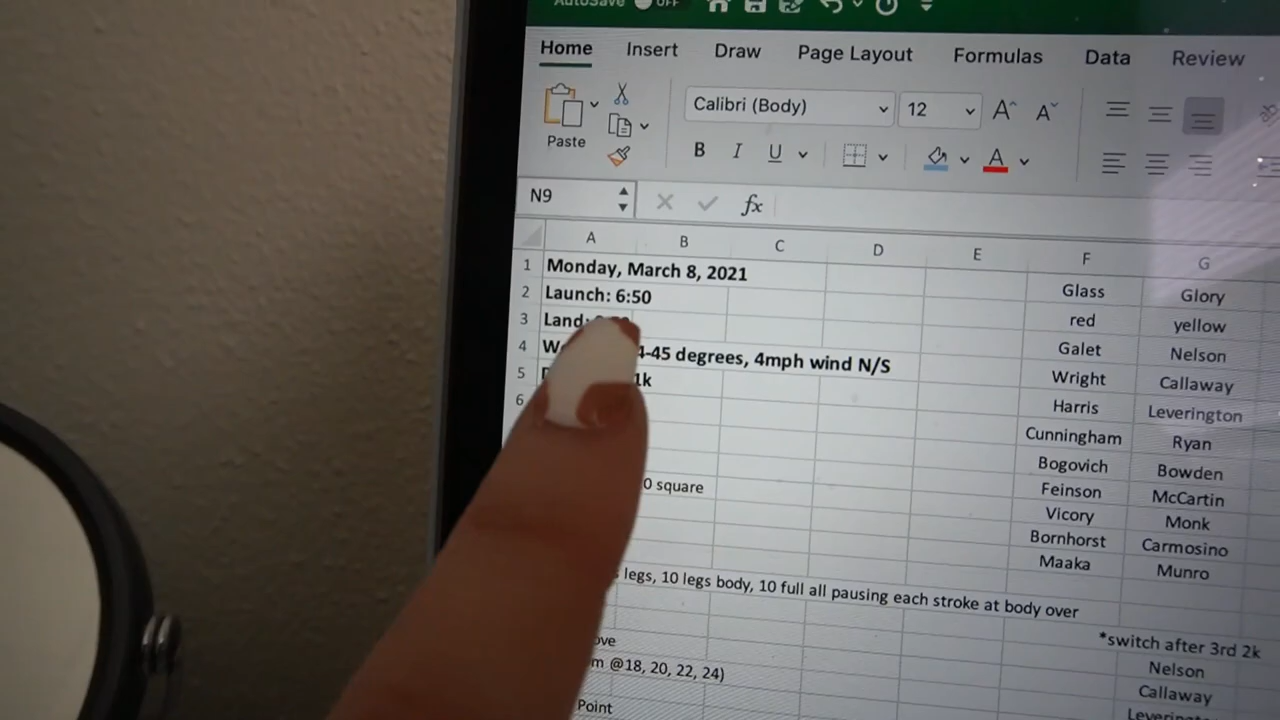 AutoSave OFF
Home Insert Draw Page Layout Formulas Data Review
Paste
Calibri (Body) 12 A A
B I U A
N9 fx
A B C D E F G
1 Monday, March 8, 2021
2 Launch: 6:50 Glass Glory
3 Land: red yellow
4 4-45 degrees, 4mph wind N/S Galet Nelson
5 1k Wright Callaway
6 Harris Leverington
Cunningham Ryan
Bogovich Bowden
0 square Feinson McCartin
Vicory Monk
Bornhorst Carmosino
Maaka Munro
legs, 10 legs body, 10 full all pausing each stroke at body over
*switch after 3rd 2k
@18, 20, 22, 24) Nelson
Callaway
Point Leverington